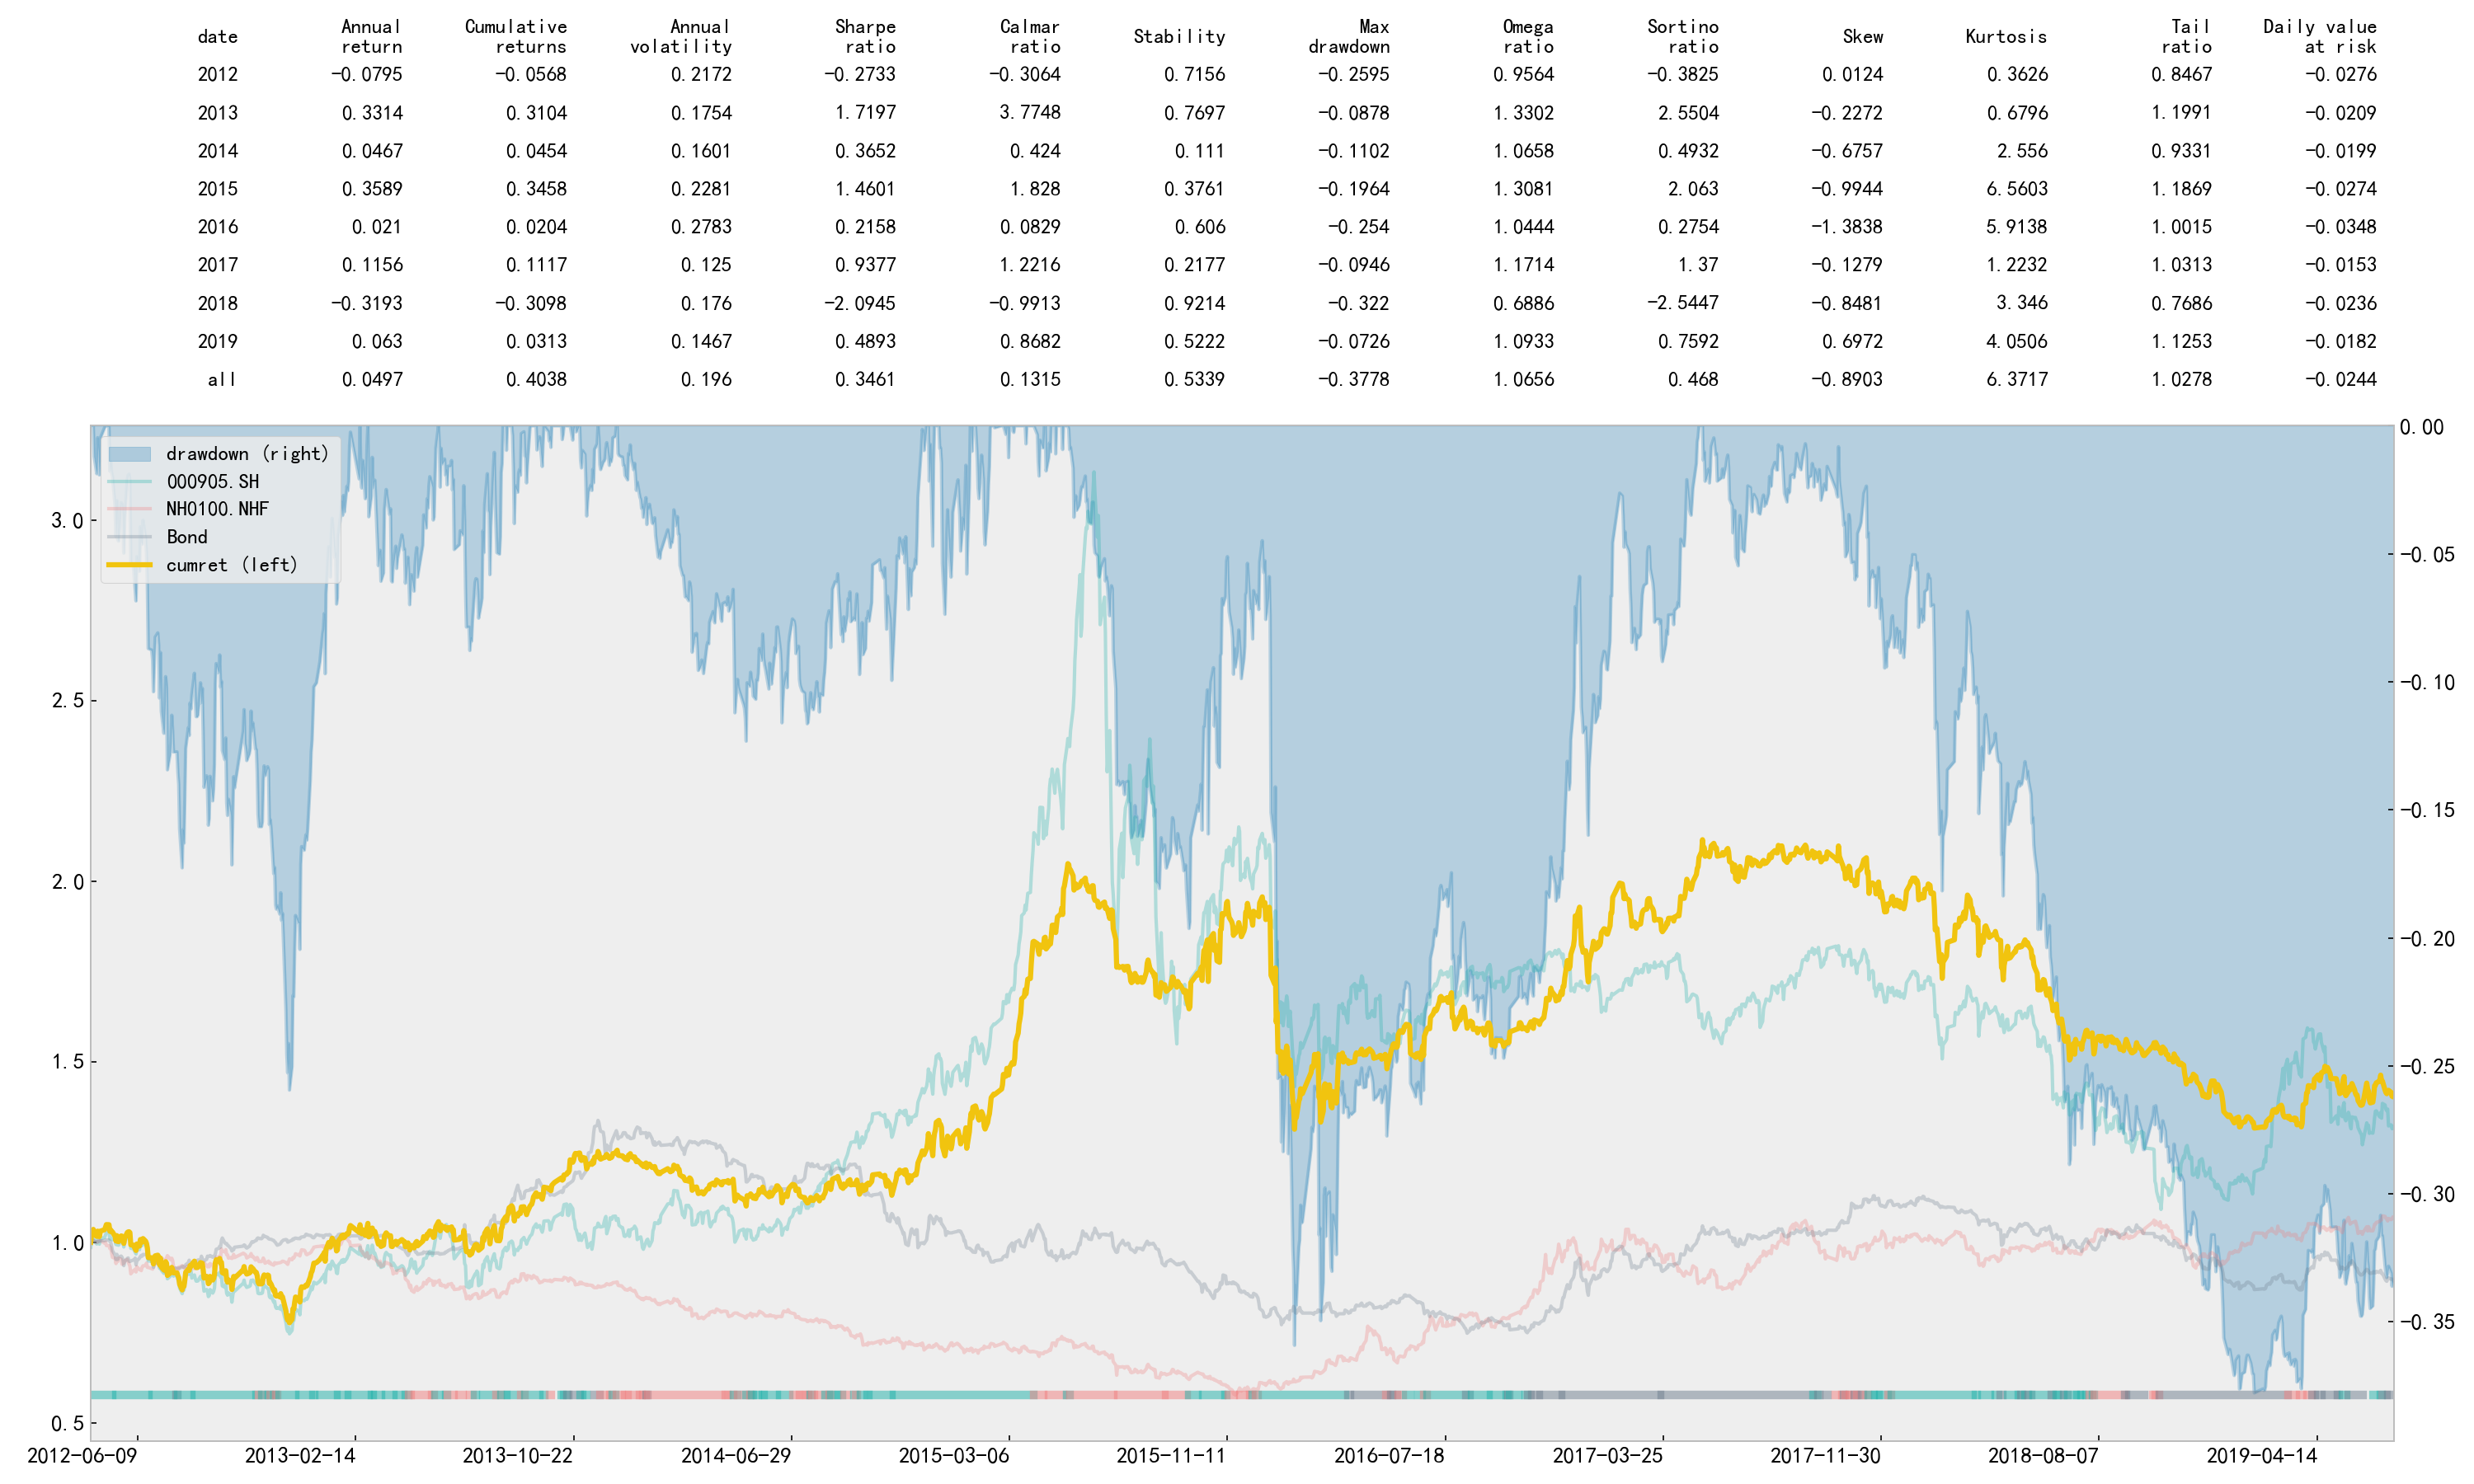 date Annual return Cumulative returns Annual volatility Sharpe ratio Calmar ratio Stability Max drawdown Omega ratio Sortino ratio Skew Kurtosis Tail ratio Daily value at risk
2012 -0.0795 -0.0568 0.2172 -0.2733 -0.3064 0.7156 -0.2595 0.9564 -0.3825 0.0124 0.3626 0.8467 -0.0276
2013 0.3314 0.3104 0.1754 1.7197 3.7748 0.7697 -0.0878 1.3302 2.5504 -0.2272 0.6796 1.1991 -0.0209
2014 0.0467 0.0454 0.1601 0.3652 0.424 0.111 -0.1102 1.0658 0.4932 -0.6757 2.556 0.9331 -0.0199
2015 0.3589 0.3458 0.2281 1.4601 1.828 0.3761 -0.1964 1.3081 2.063 -0.9944 6.5603 1.1869 -0.0274
2016 0.021 0.0204 0.2783 0.2158 0.0829 0.606 -0.254 1.0444 0.2754 -1.3838 5.9138 1.0015 -0.0348
2017 0.1156 0.1117 0.125 0.9377 1.2216 0.2177 -0.0946 1.1714 1.37 -0.1279 1.2232 1.0313 -0.0153
2018 -0.3193 -0.3098 0.176 -2.0945 -0.9913 0.9214 -0.322 0.6886 -2.5447 -0.8481 3.346 0.7686 -0.0236
2019 0.063 0.0313 0.1467 0.4893 0.8682 0.5222 -0.0726 1.0933 0.7592 0.6972 4.0506 1.1253 -0.0182
all 0.0497 0.4038 0.196 0.3461 0.1315 0.5339 -0.3778 1.0656 0.468 -0.8903 6.3717 1.0278 -0.0244
drawdown (right)
000905.SH
NH0100.NHF
Bond
cumret (left)
3.0
2.5
2.0
1.5
1.0
0.5
0.00
-0.05
-0.10
-0.15
-0.20
-0.25
-0.30
-0.35
2012-06-09 2013-02-14 2013-10-22 2014-06-29 2015-03-06 2015-11-11 2016-07-18 2017-03-25 2017-11-30 2018-08-07 2019-04-14